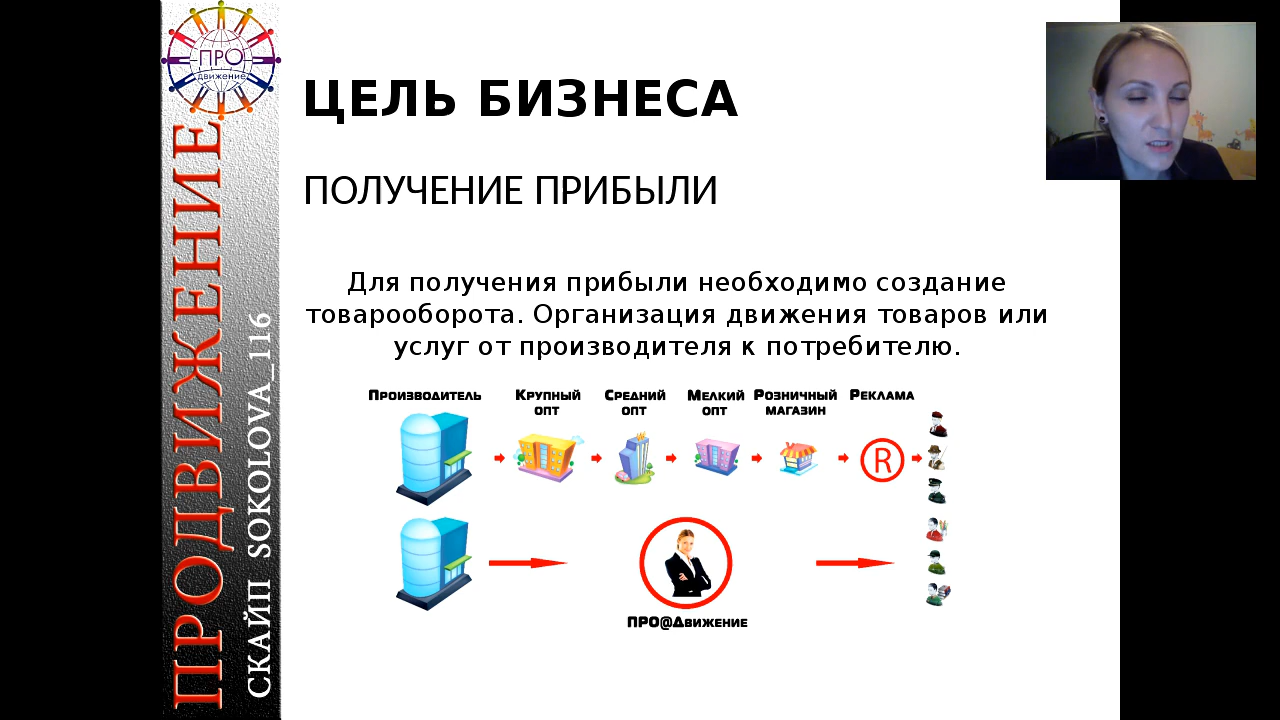 ПРО
движение
ПРОДВИЖЕНИЕ
СКАЙП SOKOLOVA_116
ЦЕЛЬ БИЗНЕСА
ПОЛУЧЕНИЕ ПРИБЫЛИ
Для получения прибыли необходимо создание
товарооборота. Организация движения товаров или
услуг от производителя к потребителю.
Производитель
Крупный
опт
Средний
опт
Мелкий
опт
Розничный
магазин
Реклама
R
ПРО@Движение